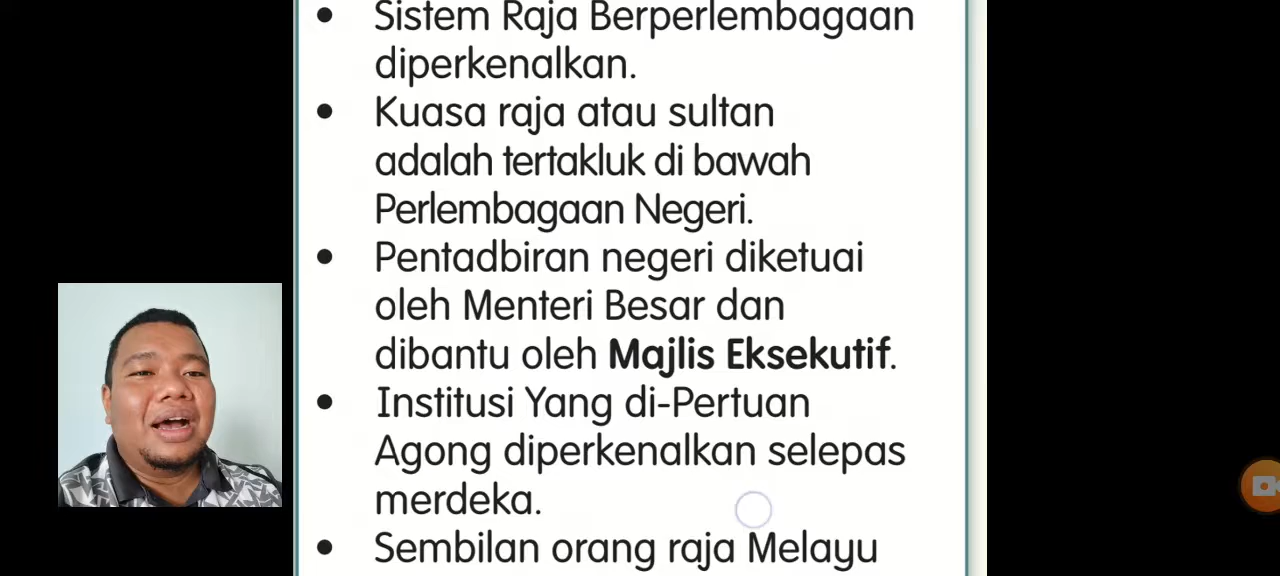 • Sistem Raja Berperlembagaan
diperkenalkan.
• Kuasa raja atau sultan
adalah tertakluk di bawah
Perlembagaan Negeri.
• Pentadbiran negeri diketuai
oleh Menteri Besar dan
dibantu oleh Majlis Eksekutif.
• Institusi Yang di-Pertuan
Agong diperkenalkan selepas
merdeka.
• Sembilan orang raja Melayu